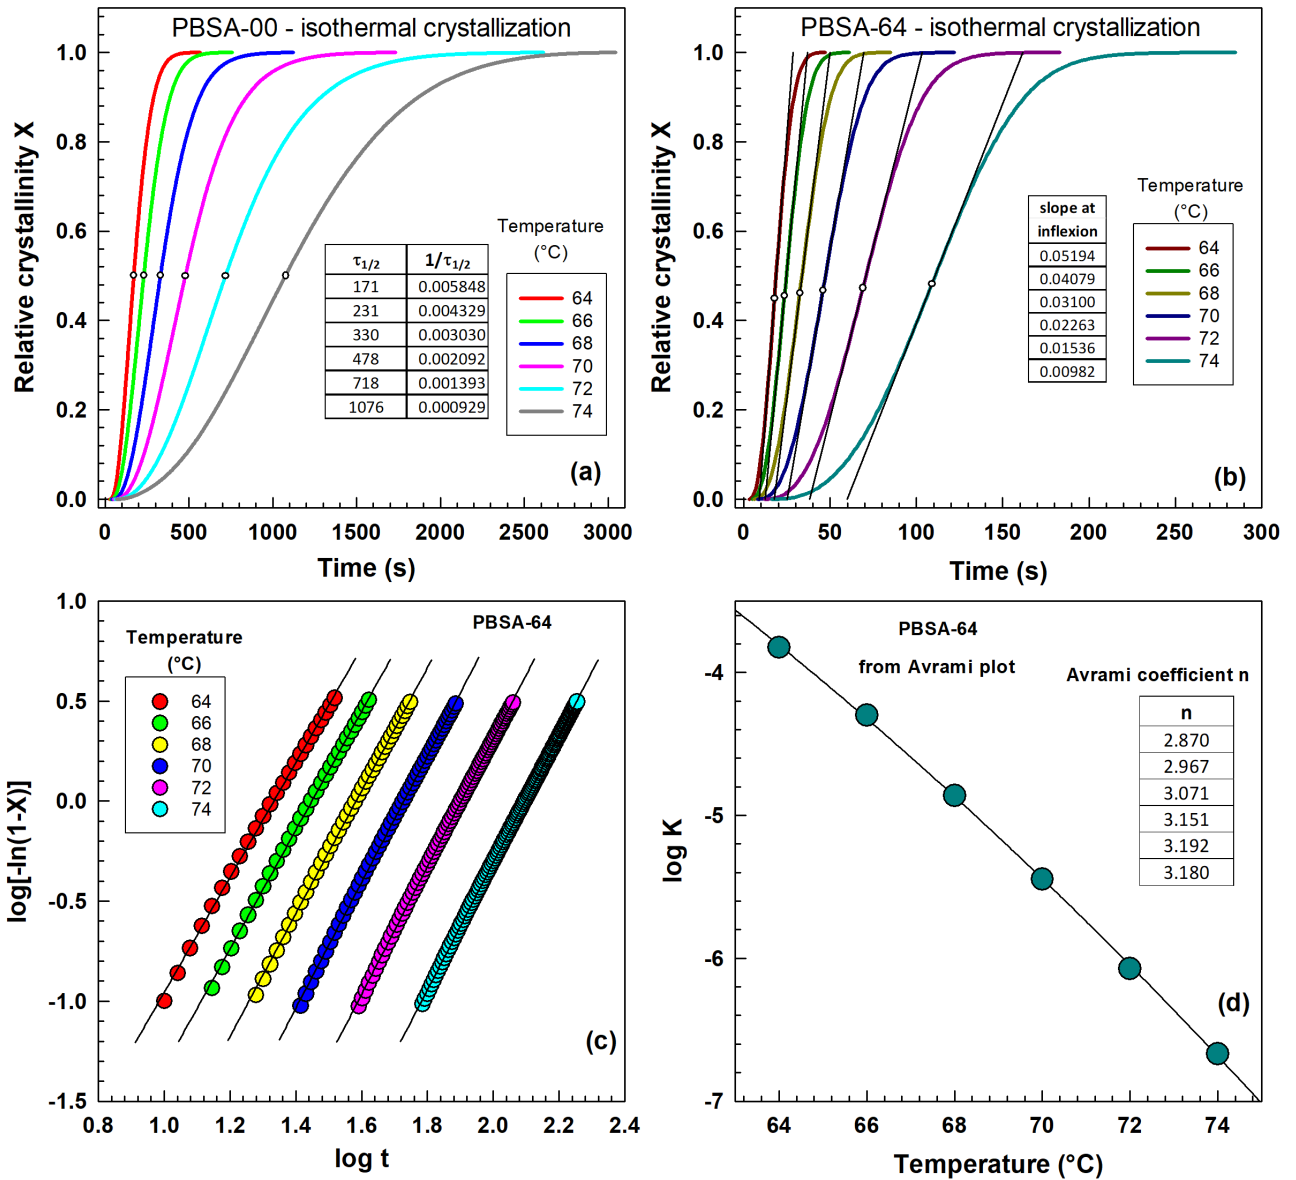 PBSA-00 - isothermal crystallization
Relative crystallinity X
1.0
0.8
0.6
0.4
0.2
0.0
0 500 1000 1500 2000 2500 3000
Time (s)
τ1/2 1/τ1/2
171 0.005848
231 0.004329
330 0.003030
478 0.002092
718 0.001393
1076 0.000929
Temperature
(°C)
64
66
68
70
72
74
(a)
PBSA-64 - isothermal crystallization
Relative crystallinity X
1.0
0.8
0.6
0.4
0.2
0.0
0 50 100 150 200 250 300
Time (s)
slope at
inflexion
0.05194
0.04079
0.03100
0.02263
0.01536
0.00982
Temperature
(°C)
64
66
68
70
72
74
(b)
log[-ln(1-X)]
1.0
0.5
0.0
-0.5
-1.0
-1.5
0.8 1.0 1.2 1.4 1.6 1.8 2.0 2.2 2.4
log t
Temperature
(°C)
64
66
68
70
72
74
PBSA-64
(c)
log K
-4
-5
-6
-7
64 66 68 70 72 74
Temperature (°C)
PBSA-64
from Avrami plot
Avrami coefficient n
n
2.870
2.967
3.071
3.151
3.192
3.180
(d)